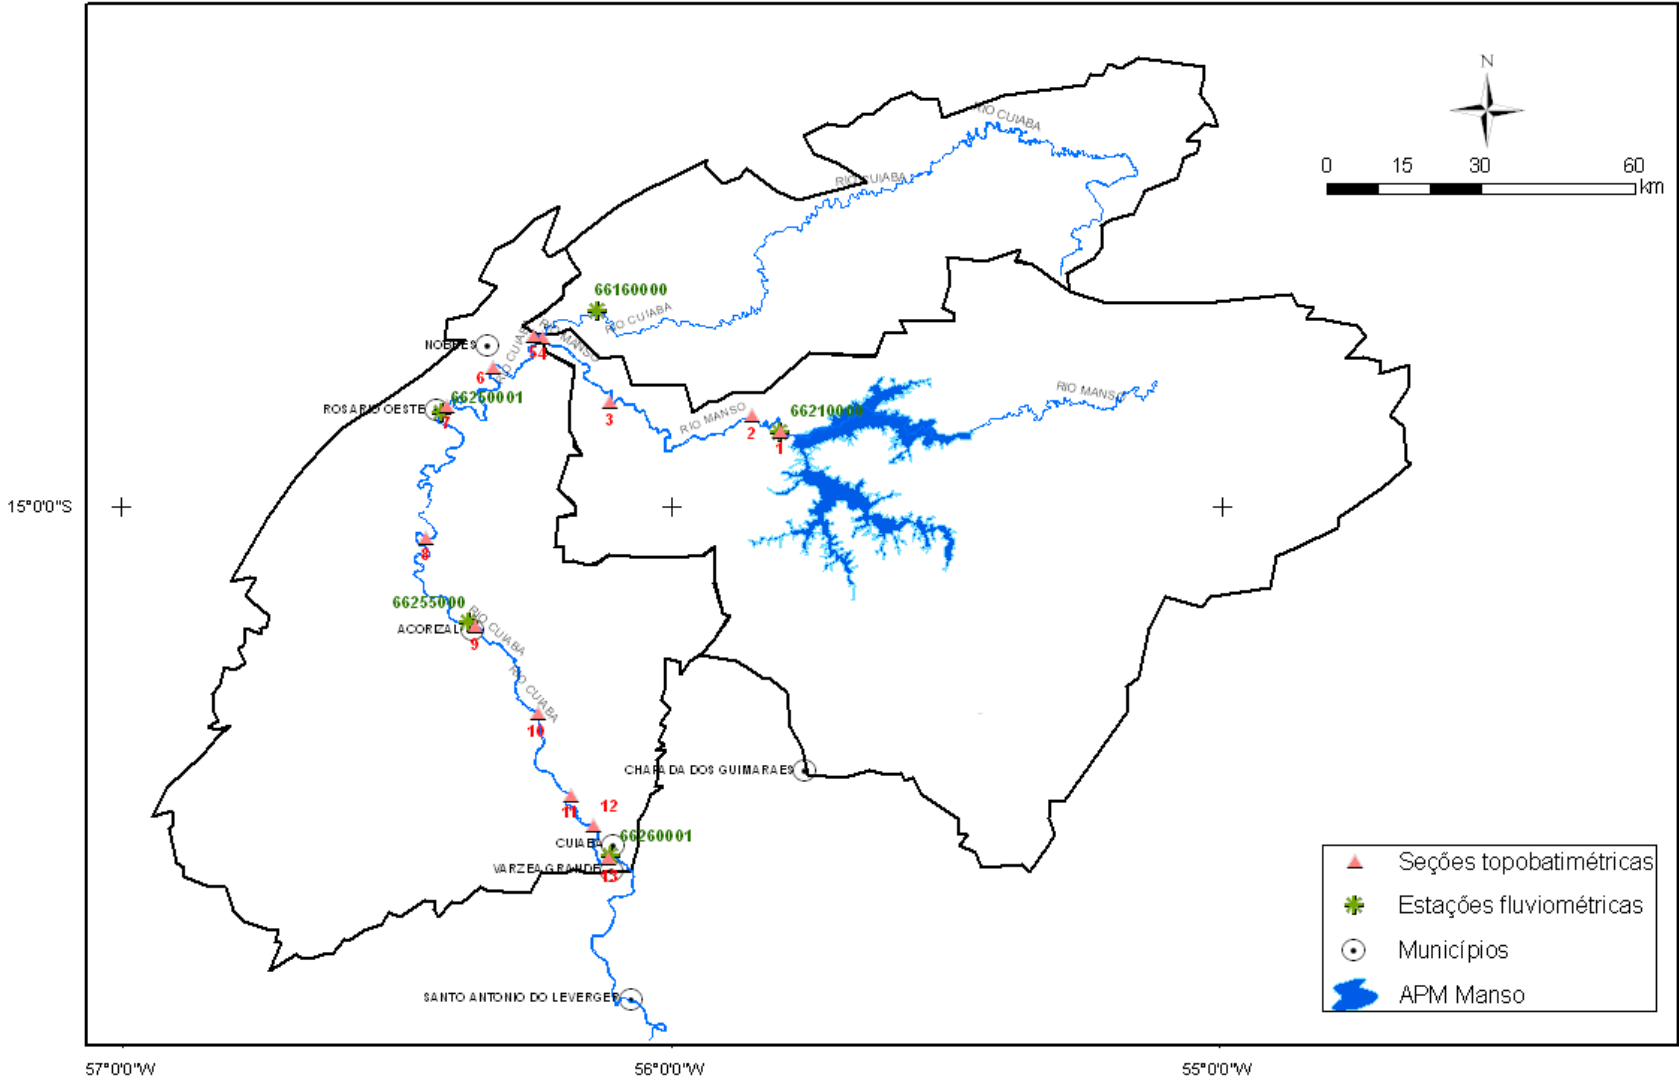 N
0 15 30 60
km
RIO CUIABA
RIO CUIABA
66160000
RIO CUIABA
RIO MANSO
RIO CUIABA
NOBRES
54
6
ROSARIO OESTE
66250001
7
3
RIO MANSO
2
66210000
1
RIO MANSO
15°0'0"S
8
66255000
RIO CUIABA
ACORIZAL
9
RIO CUIABA
10
CHAPADA DOS GUIMARAES
11
12
CUIABA
66260001
VARZEA GRANDE
13
SANTO ANTONIO DO LEVERGER
Seções topobatimétricas
Estações fluviométricas
Municípios
APM Manso
57°0'0"W 56°0'0"W 55°0'0"W